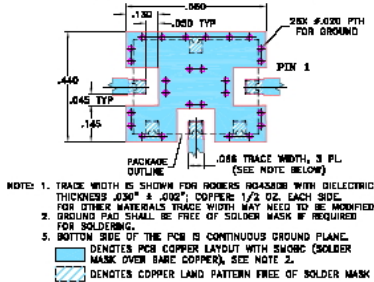 .060
.130
.030 TYP
26X ⌀.020 PTH
FOR GROUND
PIN 1
.440
.045 TYP
.145
PACKAGE
OUTLINE
.066 TRACE WIDTH, 3 PL.
(SEE NOTE BELOW)
NOTE: 1. TRACE WIDTH IS SHOWN FOR ROGERS RO4350B WITH DIELECTRIC
THICKNESS .030" ± .002"; COPPER: 1/2 OZ. EACH SIDE.
FOR OTHER MATERIALS TRACE WIDTH MAY NEED TO BE MODIFIED
2. GROUND PAD SHALL BE FREE OF SOLDER MASK IF REQUIRED
FOR SOLDERING.
3. BOTTOM SIDE OF THE PCB IS CONTINUOUS GROUND PLANE.
DENOTES PCB COPPER LAYOUT WITH SMOBC (SOLDER
MASK OVER BARE COPPER), SEE NOTE 2.
DENOTES COPPER LAND PATTERN FREE OF SOLDER MASK